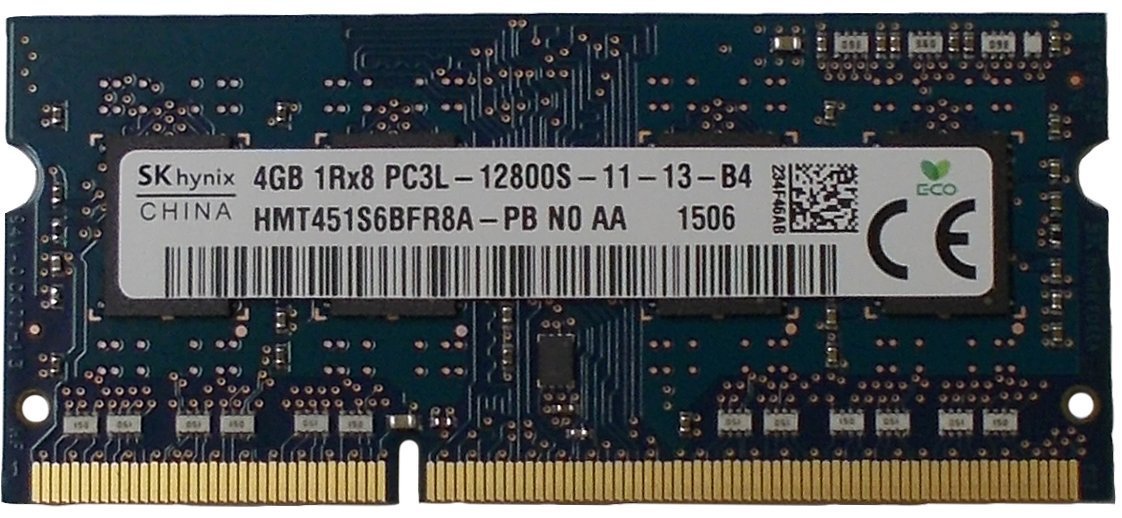 SK hynix 4GB 1Rx8 PC3L-12800S-11-13-B4
CHINA HMT451S6BFR8A-PB N0 AA 1506
234F46AB
ECO
CE